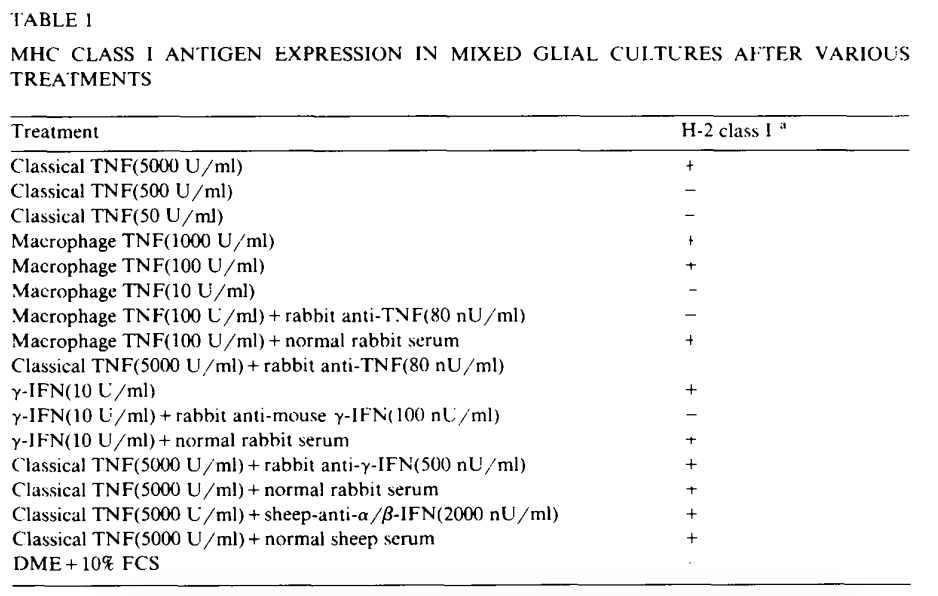 TABLE 1
MHC CLASS I ANTIGEN EXPRESSION IN MIXED GLIAL CULTURES AFTER VARIOUS
TREATMENTS
Treatment H-2 class I a
Classical TNF(5000 U/ml) +
Classical TNF(500 U/ml) −
Classical TNF(50 U/ml) −
Macrophage TNF(1000 U/ml) +
Macrophage TNF(100 U/ml) +
Macrophage TNF(10 U/ml) −
Macrophage TNF(100 U/ml) + rabbit anti-TNF(80 nU/ml) −
Macrophage TNF(100 U/ml) + normal rabbit serum +
Classical TNF(5000 U/ml) + rabbit anti-TNF(80 nU/ml)
γ-IFN(10 U/ml) +
γ-IFN(10 U/ml) + rabbit anti-mouse γ-IFN(100 nU/ml) −
γ-IFN(10 U/ml) + normal rabbit serum +
Classical TNF(5000 U/ml) + rabbit anti-γ-IFN(500 nU/ml) +
Classical TNF(5000 U/ml) + normal rabbit serum +
Classical TNF(5000 U/ml) + sheep-anti-α/β-IFN(2000 nU/ml) +
Classical TNF(5000 U/ml) + normal sheep serum +
DME + 10% FCS